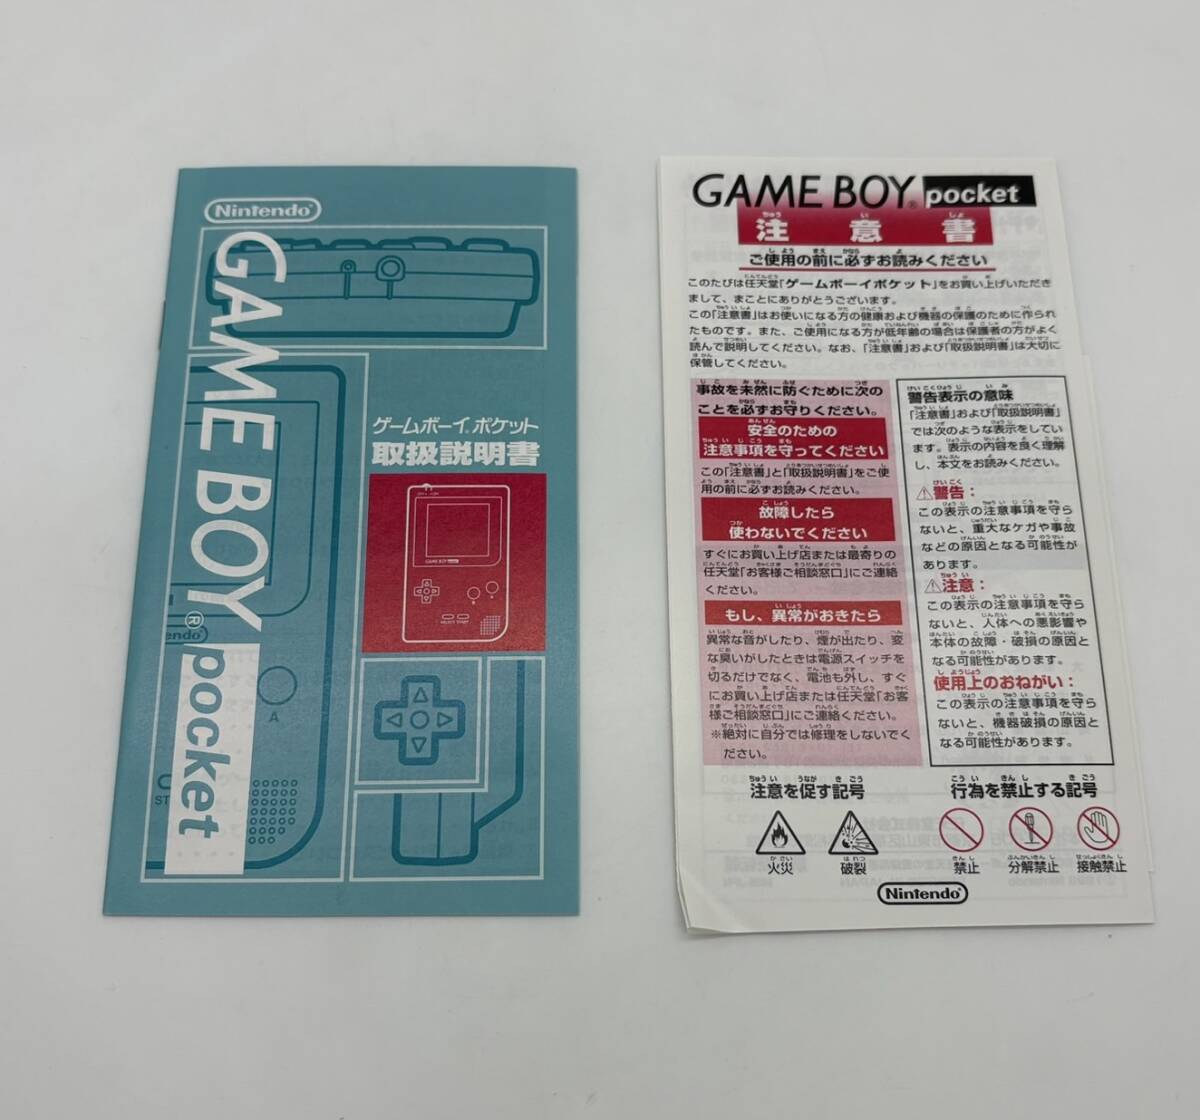 Nintendo®
GAME BOY® pocket
ゲームボーイ®ポケット
取扱説明書
GAME BOY pocket
SELECT START
endo®
A
ST
GAME BOY® pocket
注意書
ご使用の前に必ずお読みください
このたびは任天堂「ゲームボーイポケット」をお買い上げいただき
まして、まことにありがとうございます。
この「注意書」はお使いになる方の健康および機器の保護のために作られ
たものです。また、ご使用になる方が低年齢の場合は保護者の方がよく
読んで説明してください。なお、「注意書」および「取扱説明書」は大切に
保管してください。
事故を未然に防ぐために次の
ことを必ずお守りください。
安全のための
注意事項を守ってください
この「注意書」と「取扱説明書」をご使
用の前に必ずお読みください。
故障したら
使わないでください
すぐにお買い上げ店または最寄りの
任天堂「お客様ご相談窓口」にご連絡
ください。
もし、異常がおきたら
異常な音がしたり、煙が出たり、変
な臭いがしたときは電源スイッチを
切るだけでなく、電池も外し、すぐ
にお買い上げ店または任天堂「お客
様ご相談窓口」にご連絡ください。
※絶対に自分では修理をしないでく
ださい。
警告表示の意味
「注意書」および「取扱説明書」
では次のような表示をしてい
ます。表示の内容を良く理解
し、本文をお読みください。
⚠警告：
この表示の注意事項を守ら
ないと、重大なケガや事故
などの原因となる可能性が
あります。
⚠注意：
この表示の注意事項を守ら
ないと、人体への悪影響や
本体の故障・破損の原因と
なる可能性があります。
使用上のおねがい：
この表示の注意事項を守ら
ないと、機器破損の原因と
なる可能性があります。
注意を促す記号
火災
破裂
行為を禁止する記号
禁止
分解禁止
接触禁止
Nintendo®